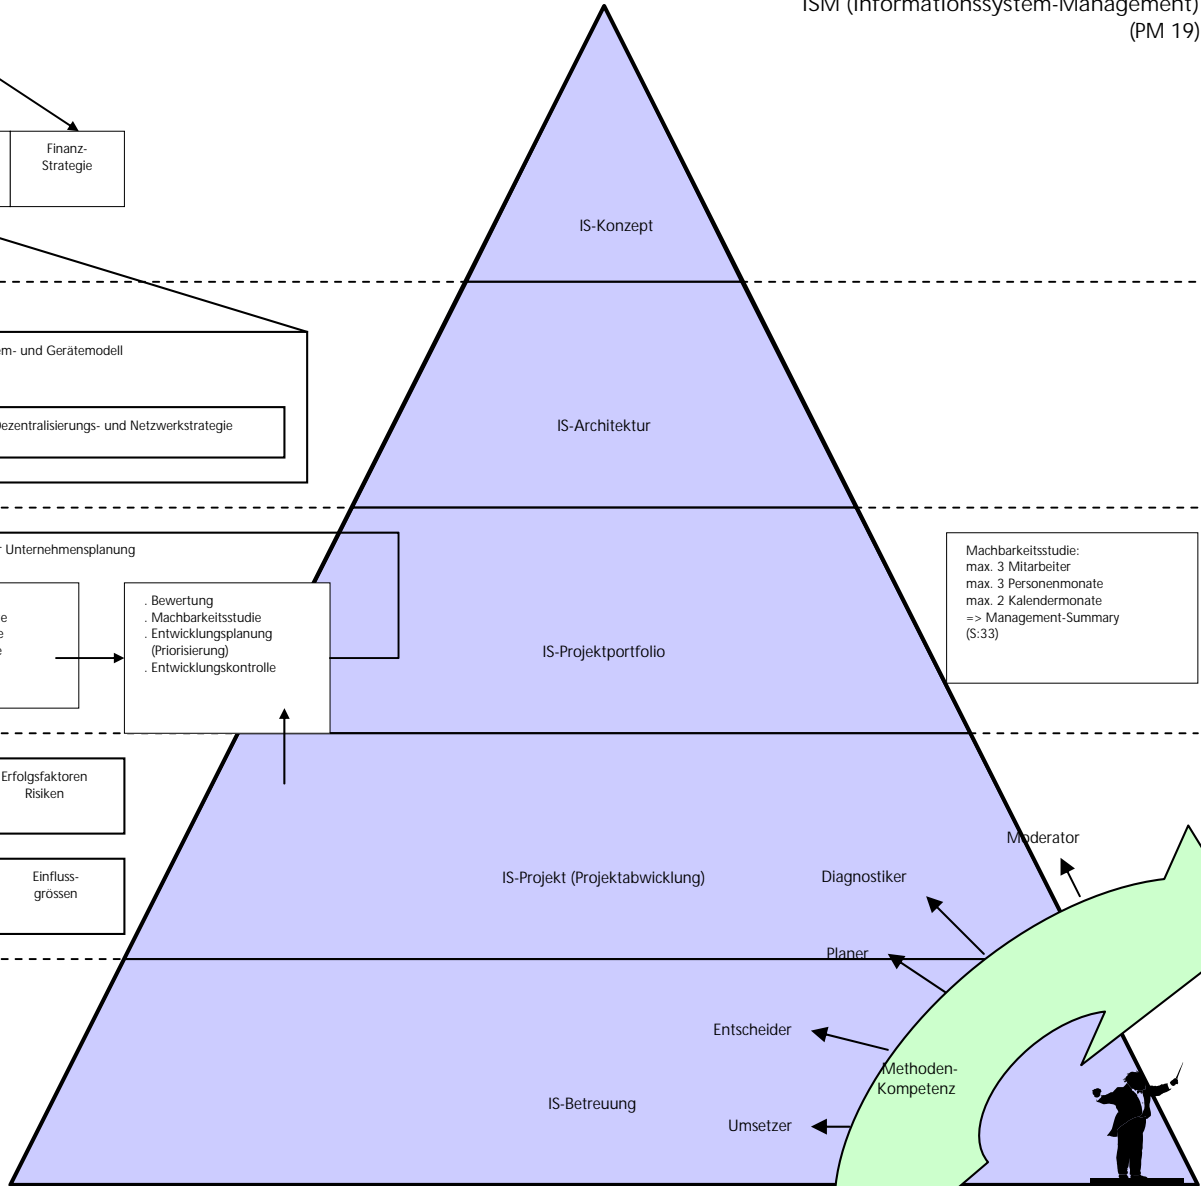 ISM (Informationssystem-Management)
(PM 19)
Finanz-
Strategie
IS-Konzept
und Gerätemodell
IS-Architektur
und Netzwerkstrategie
Unternehmensplanung
. Bewertung
. Machbarkeitsstudie
. Entwicklungsplanung
(Priorisierung)
. Entwicklungskontrolle
IS-Projektportfolio
Machbarkeitsstudie:
max. 3 Mitarbeiter
max. 3 Personenmonate
max. 2 Kalendermonate
=> Management-Summary
(S:33)
Erfolgsfaktoren
Risiken
Einfluss-
grössen
IS-Projekt (Projektabwicklung)
Moderator
Diagnostiker
Planer
Entscheider
Methoden-
Kompetenz
IS-Betreuung
Umsetzer